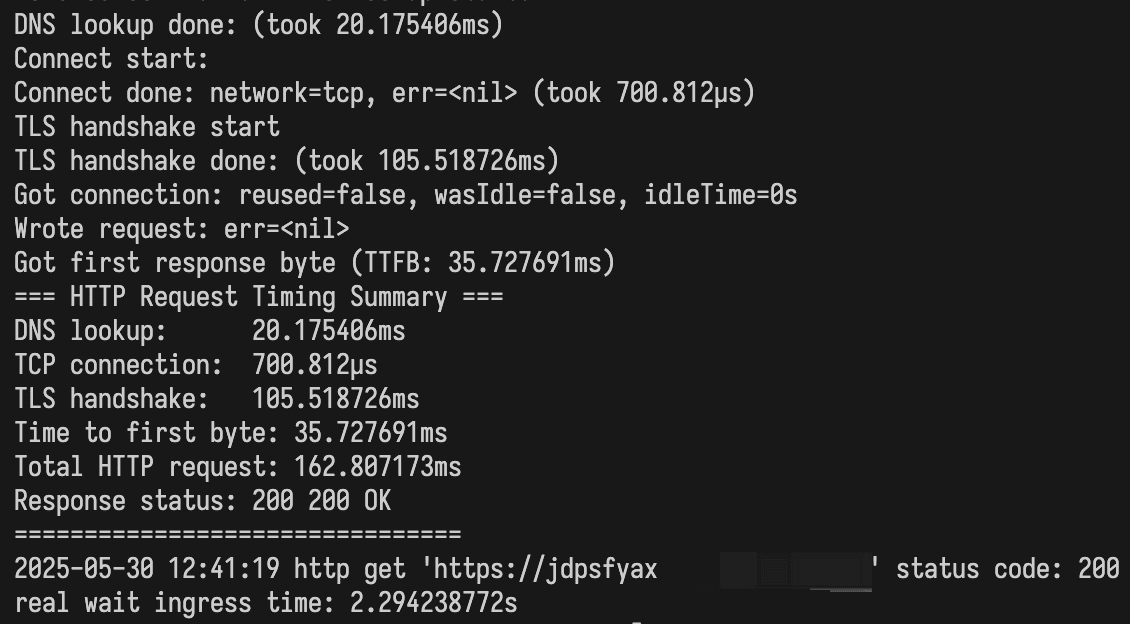 DNS lookup done: (took 20.175406ms)
Connect start:
Connect done: network=tcp, err=<nil> (took 700.812µs)
TLS handshake start
TLS handshake done: (took 105.518726ms)
Got connection: reused=false, wasIdle=false, idleTime=0s
Wrote request: err=<nil>
Got first response byte (TTFB: 35.727691ms)
=== HTTP Request Timing Summary ===
DNS lookup:      20.175406ms
TCP connection:  700.812µs
TLS handshake:   105.518726ms
Time to first byte: 35.727691ms
Total HTTP request: 162.807173ms
Response status: 200 200 OK
================================
2025-05-30 12:41:19 http get 'https://jdpsfyax ' status code: 200
real wait ingress time: 2.294238772s